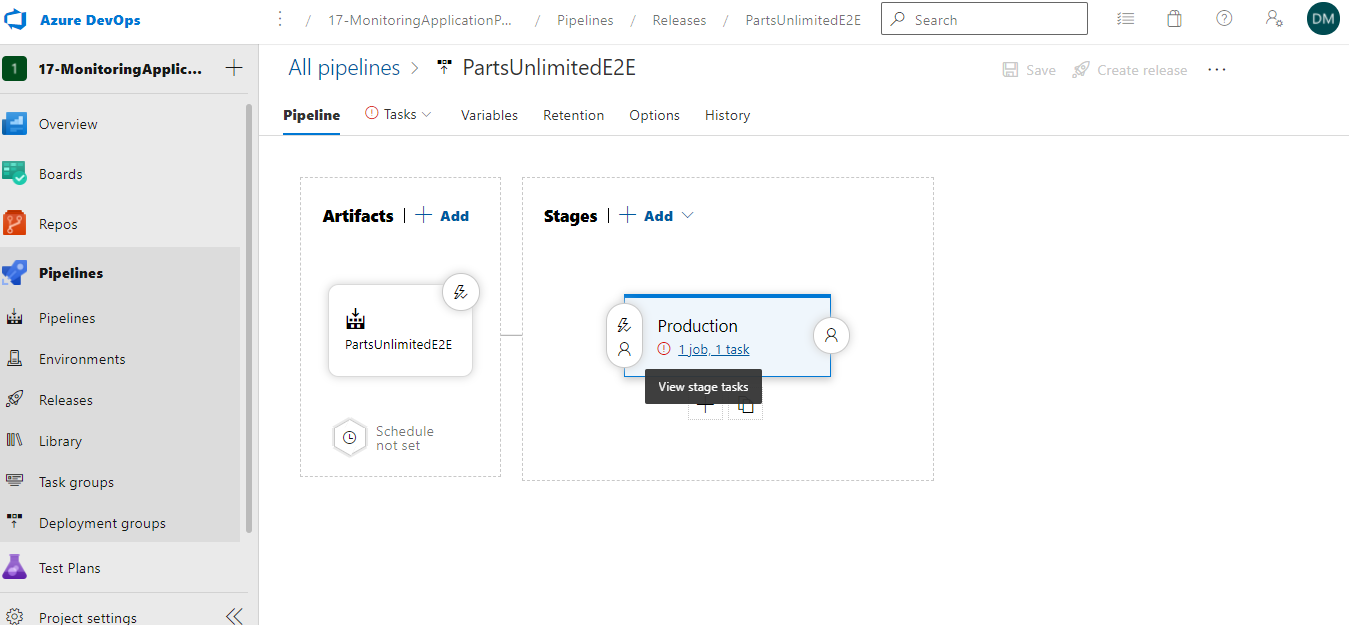 Azure DevOps
/ 17-MonitoringApplicationP... / Pipelines / Releases / PartsUnlimitedE2E
Search
DM
1 17-MonitoringApplic...
Overview
Boards
Repos
Pipelines
Pipelines
Environments
Releases
Library
Task groups
Deployment groups
Test Plans
Project settings
All pipelines > PartsUnlimitedE2E
Save
Create release
Pipeline
Tasks
Variables
Retention
Options
History
Artifacts | + Add
PartsUnlimitedE2E
Schedule
not set
Stages | + Add
Production
1 job, 1 task
View stage tasks